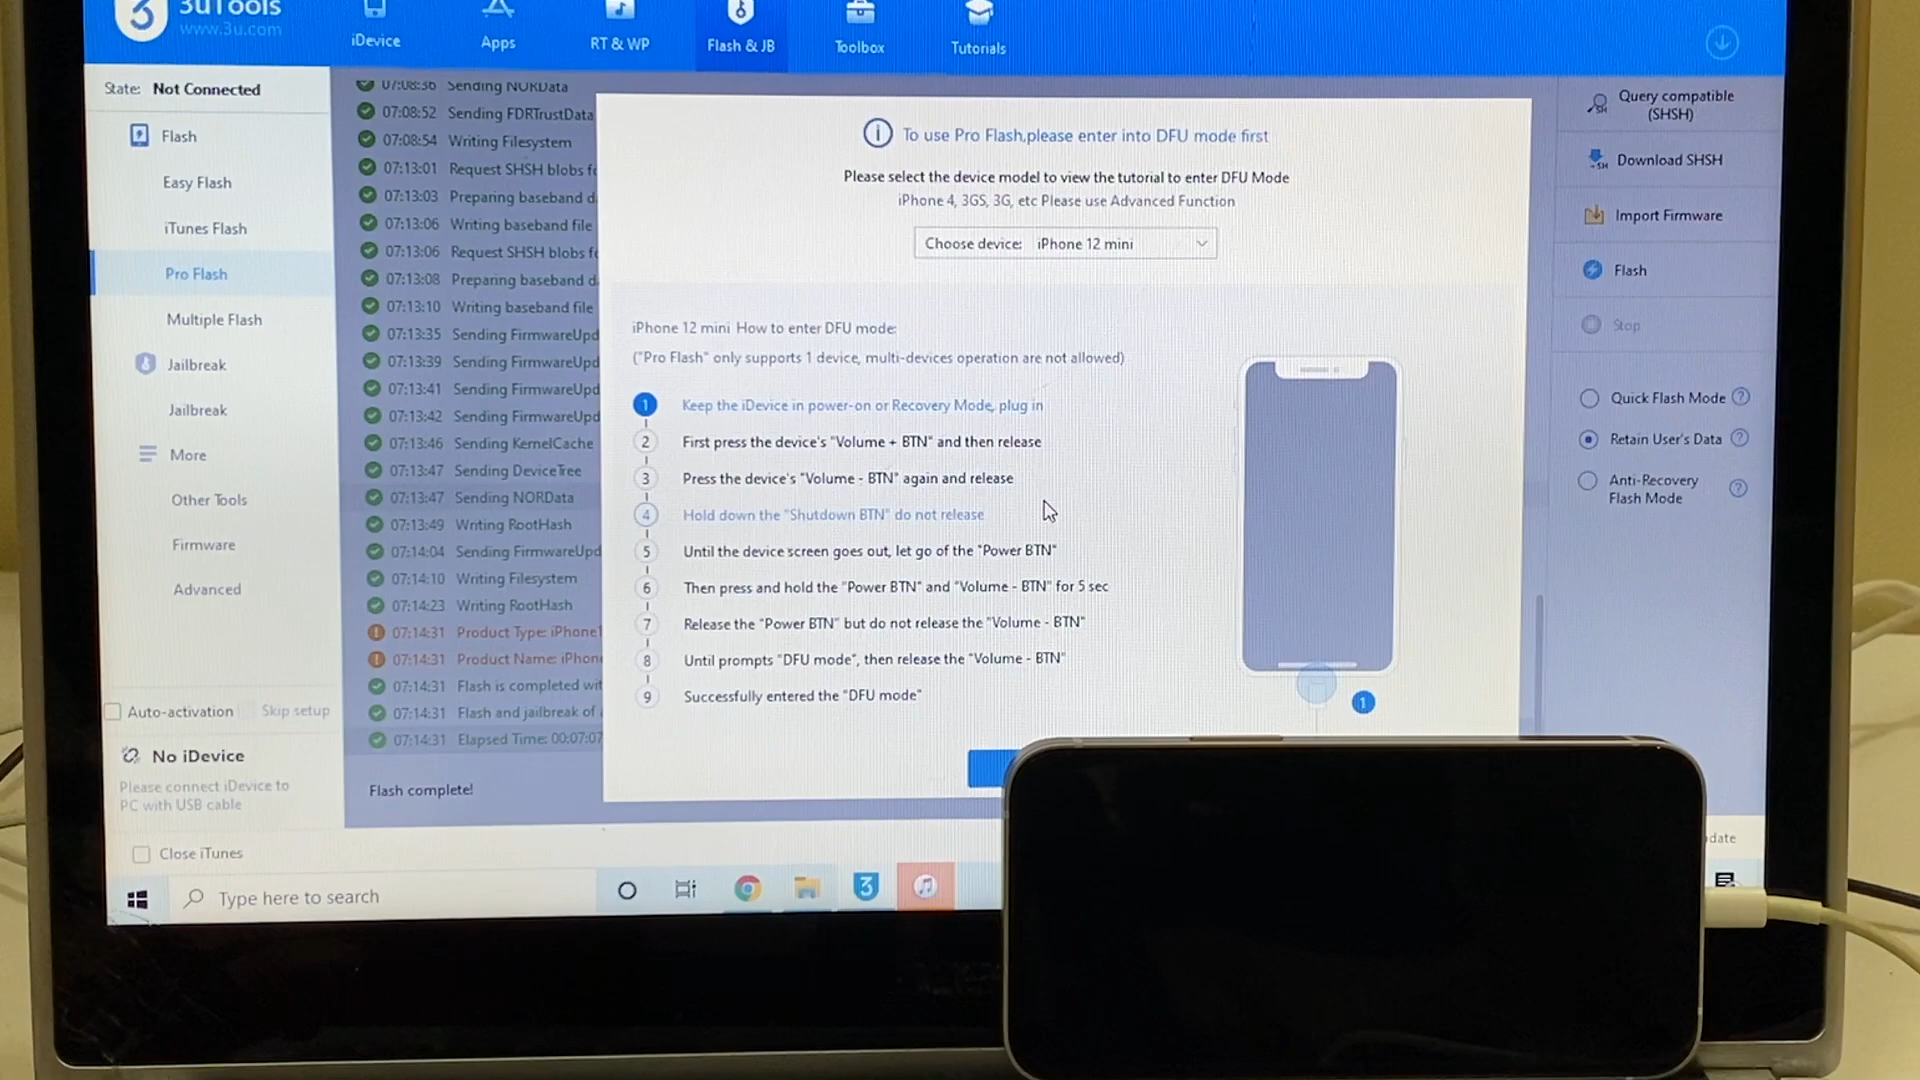 3uTools
www.3u.com
iDevice
Apps
RT & WP
Flash & JB
Toolbox
Tutorials
State: Not Connected
Flash
Easy Flash
iTunes Flash
Pro Flash
Multiple Flash
Jailbreak
Jailbreak
More
Other Tools
Firmware
Advanced
Auto-activation Skip setup
No iDevice
Please connect iDevice to
PC with USB cable
Close iTunes
07:08:36 Sending NORData
07:08:52 Sending FDRTrustData
07:08:54 Writing Filesystem
07:13:01 Request SHSH blobs f
07:13:03 Preparing baseband d
07:13:06 Writing baseband file
07:13:06 Request SHSH blobs f
07:13:08 Preparing baseband d
07:13:10 Writing baseband file
07:13:35 Sending FirmwareUpd
07:13:39 Sending FirmwareUpd
07:13:41 Sending FirmwareUpd
07:13:42 Sending FirmwareUpd
07:13:46 Sending KernelCache
07:13:47 Sending DeviceTree
07:13:47 Sending NORData
07:13:49 Writing RootHash
07:14:04 Sending FirmwareUpd
07:14:10 Writing Filesystem
07:14:23 Writing RootHash
07:14:31 Product Type: iPhone1
07:14:31 Product Name: iPhon
07:14:31 Flash is completed wit
07:14:31 Flash and jailbreak of
07:14:31 Elapsed Time: 00:07:07
Flash complete!
To use Pro Flash,please enter into DFU mode first
Please select the device model to view the tutorial to enter DFU Mode
iPhone 4, 3GS, 3G, etc Please use Advanced Function
Choose device: iPhone 12 mini
iPhone 12 mini How to enter DFU mode:
("Pro Flash" only supports 1 device, multi-devices operation are not allowed)
1 Keep the iDevice in power-on or Recovery Mode, plug in
2 First press the device's "Volume + BTN" and then release
3 Press the device's "Volume - BTN" again and release
4 Hold down the "Shutdown BTN" do not release
5 Until the device screen goes out, let go of the "Power BTN"
6 Then press and hold the "Power BTN" and "Volume - BTN" for 5 sec
7 Release the "Power BTN" but do not release the "Volume - BTN"
8 Until prompts "DFU mode", then release the "Volume - BTN"
9 Successfully entered the "DFU mode"
1
Query compatible
(SHSH)
Download SHSH
Import Firmware
Flash
Stop
Quick Flash Mode ?
Retain User's Data ?
Anti-Recovery
Flash Mode ?
date
Type here to search